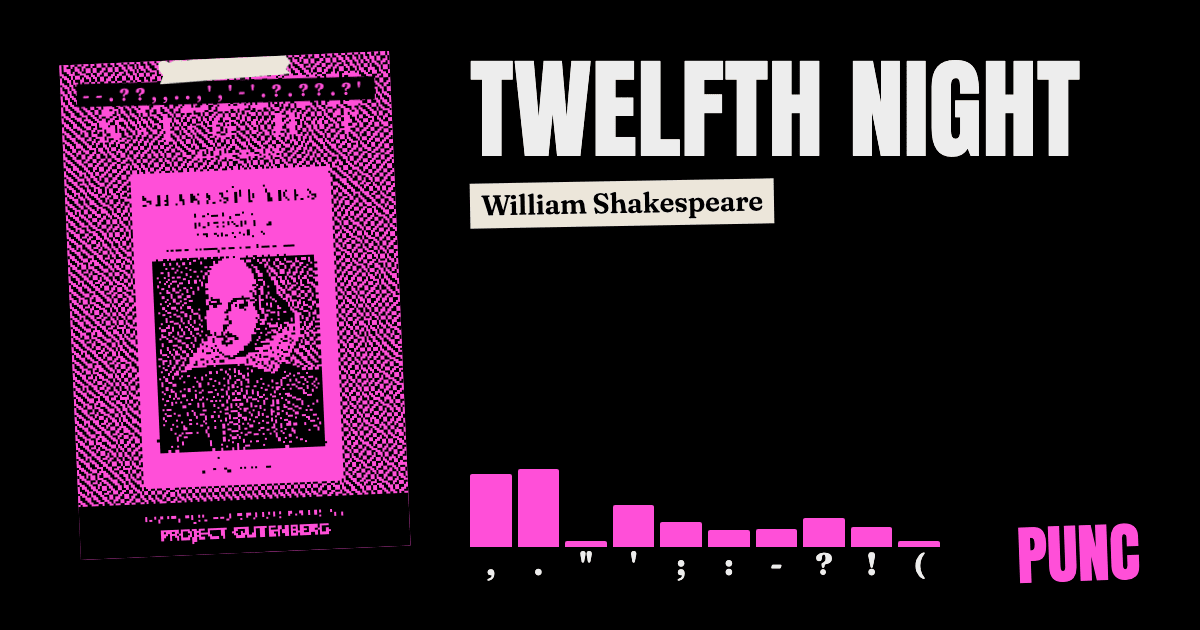 --.??,,..,','-'.?.??.?'
SHAKESPEARES
PROJECT GUTENBERG
TWELFTH NIGHT
William Shakespeare
, . " ' ; : - ? ! (
PUNC